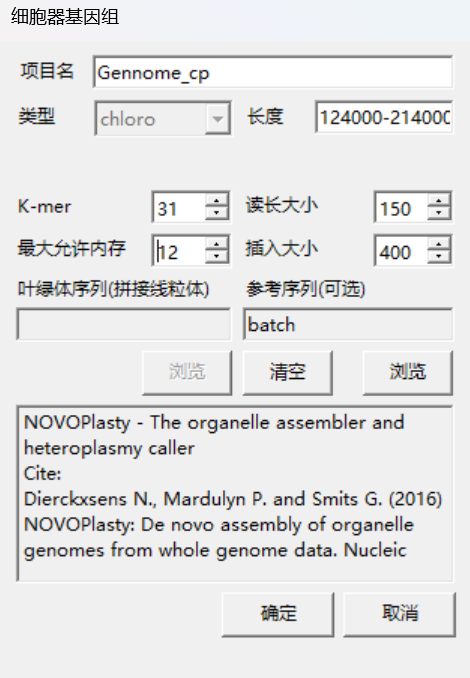 细胞器基因组
项目名 Gennome_cp
类型 chloro 长度 124000-214000
K-mer 31 读长大小 150
最大允许内存 12 插入大小 400
叶绿体序列(拼接线粒体) 参考序列(可选)
batch
浏览 清空 浏览
NOVOPlasty - The organelle assembler and
heteroplasmy caller
Cite:
Dierckxsens N., Mardulyn P. and Smits G. (2016)
NOVOPlasty: De novo assembly of organelle
genomes from whole genome data. Nucleic
确定 取消